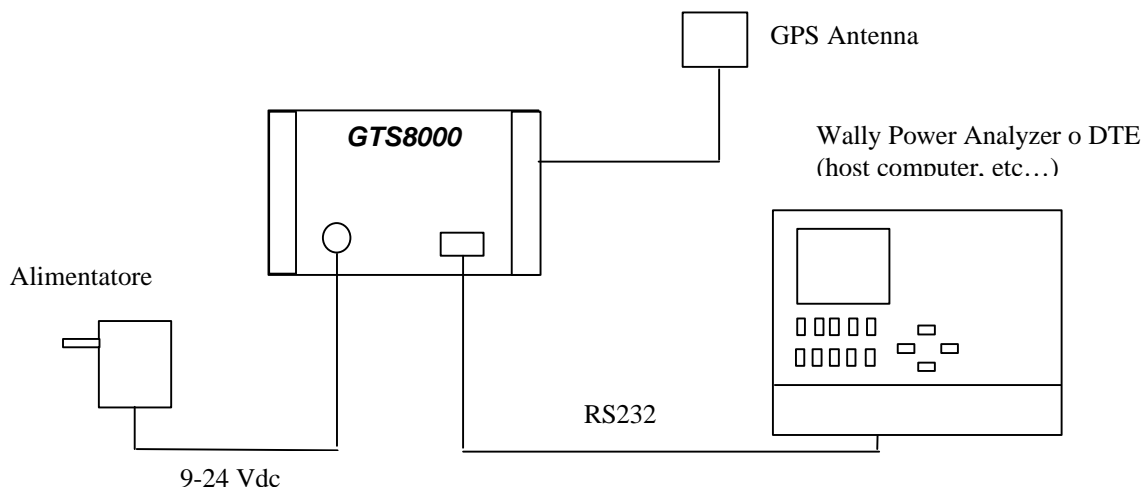 GPS Antenna
GTS8000
Wally Power Analyzer o DTE
(host computer, etc…)
Alimentatore
RS232
9-24 Vdc